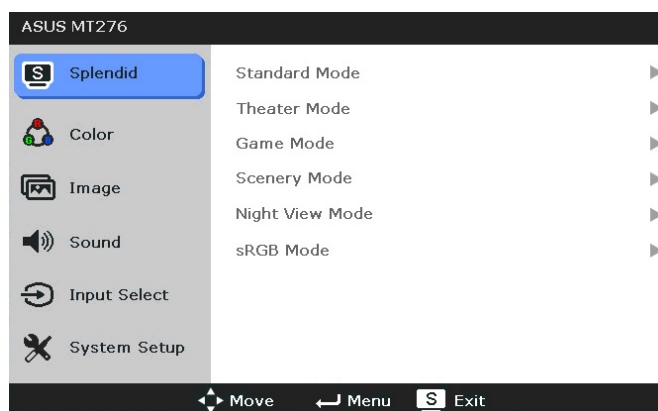 ASUS MT276
S Splendid
Color
Image
Sound
Input Select
System Setup
Standard Mode
Theater Mode
Game Mode
Scenery Mode
Night View Mode
sRGB Mode
Move Menu S Exit